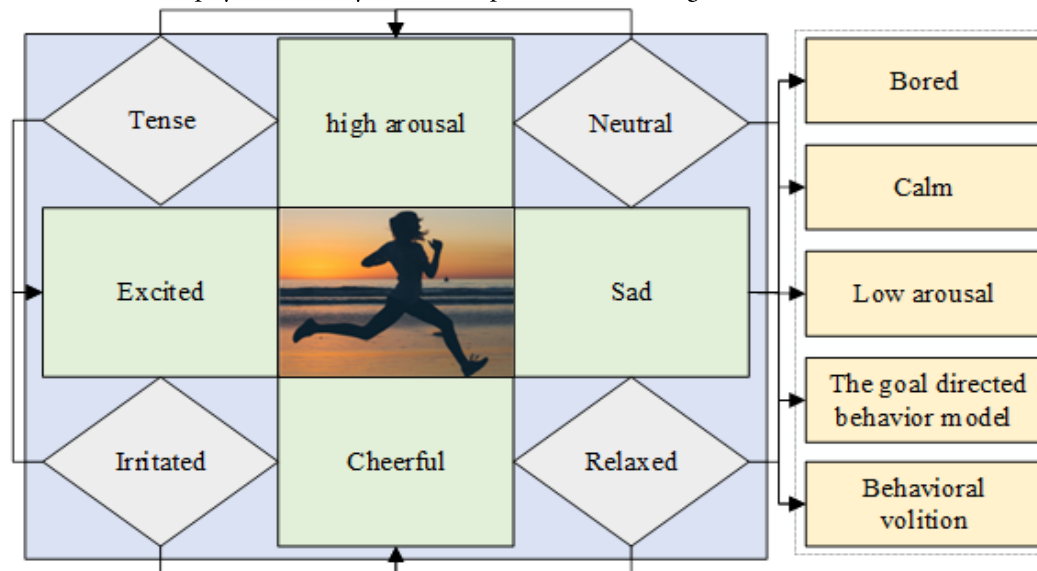 Tense
high arousal
Neutral
Bored
Calm
Excited
Sad
Low arousal
The goal directed
behavior model
Irritated
Cheerful
Relaxed
Behavioral
volition